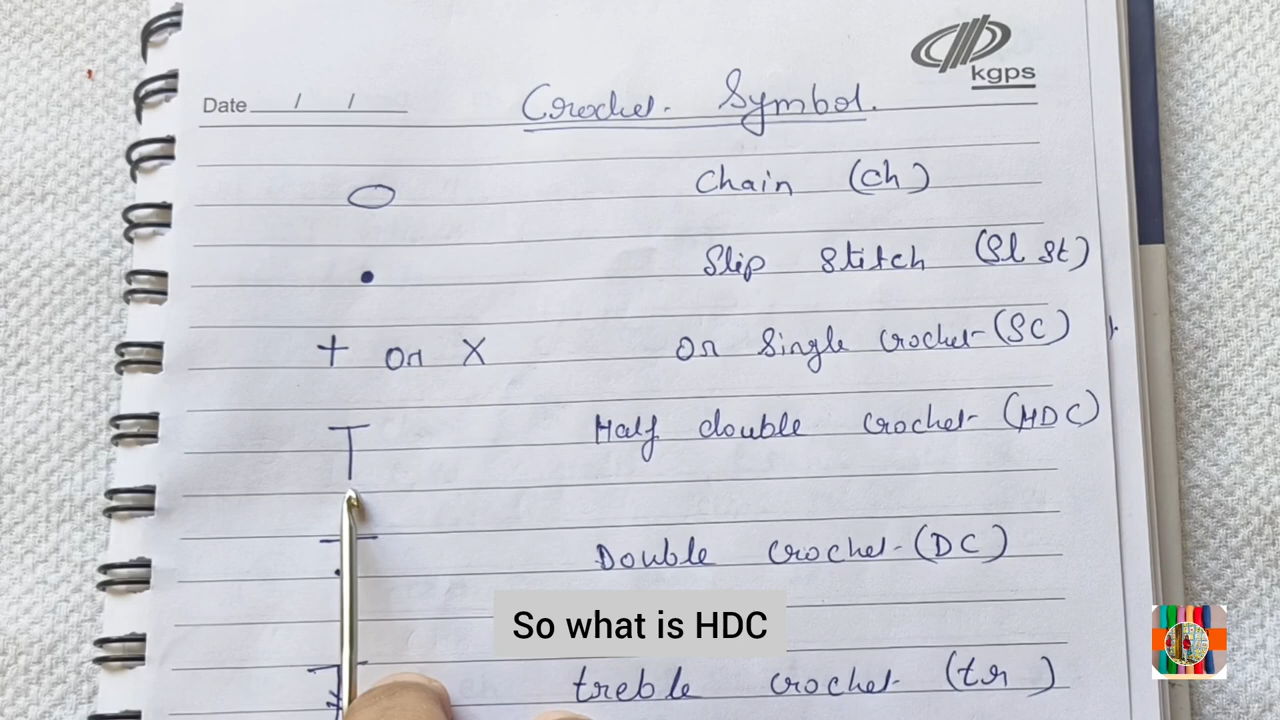 kgps
Date / /
Crochet Symbol.
Chain (ch)
Slip stitch (Sl St)
+ or X or Single crochet (SC)
T Half double crochet (HDC)
Double crochet (DC)
So what is HDC
treble crochet (tr)